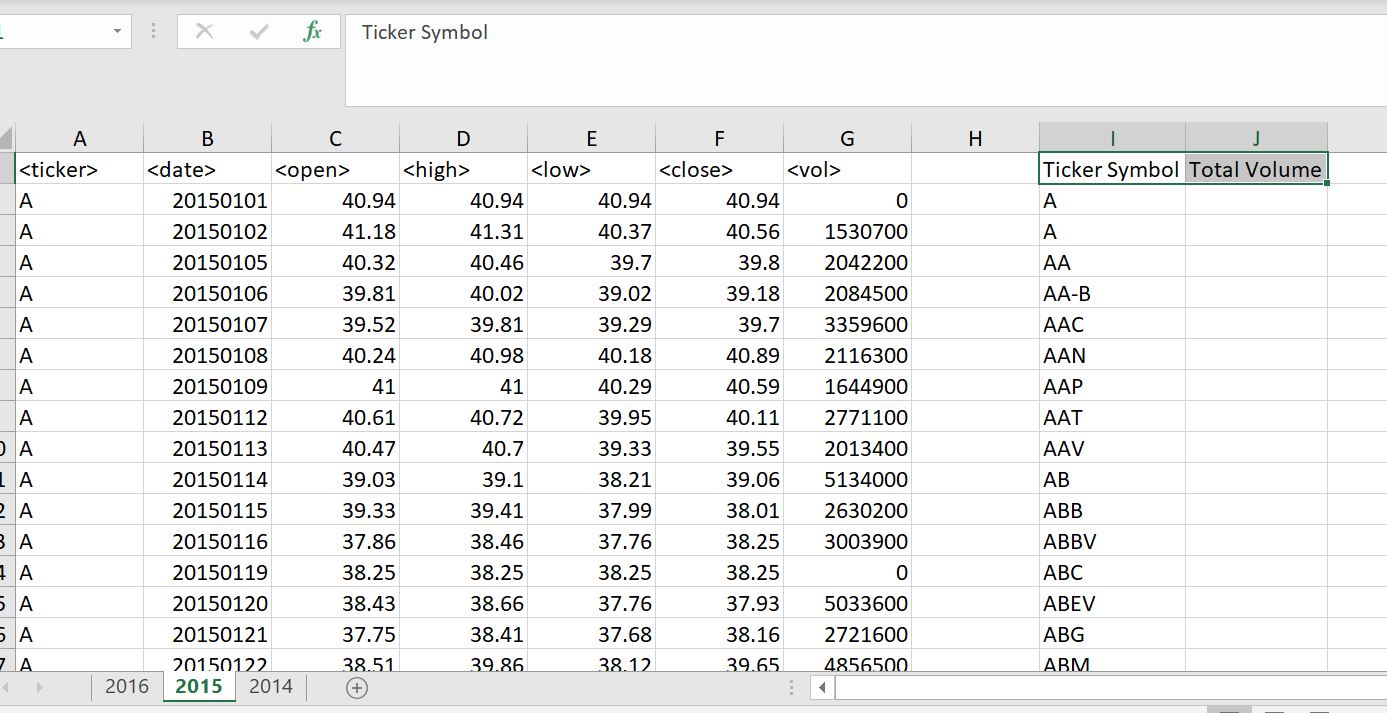 fx Ticker Symbol
A B C D E F G H I J
<ticker> <date> <open> <high> <low> <close> <vol> Ticker Symbol Total Volume
A 20150101 40.94 40.94 40.94 40.94 0 A
A 20150102 41.18 41.31 40.37 40.56 1530700 A
A 20150105 40.32 40.46 39.7 39.8 2042200 AA
A 20150106 39.81 40.02 39.02 39.18 2084500 AA-B
A 20150107 39.52 39.81 39.29 39.7 3359600 AAC
A 20150108 40.24 40.98 40.18 40.89 2116300 AAN
A 20150109 41 41 40.29 40.59 1644900 AAP
A 20150112 40.61 40.72 39.95 40.11 2771100 AAT
A 20150113 40.47 40.7 39.33 39.55 2013400 AAV
A 20150114 39.03 39.1 38.21 39.06 5134000 AB
A 20150115 39.33 39.41 37.99 38.01 2630200 ABB
A 20150116 37.86 38.46 37.76 38.25 3003900 ABBV
A 20150119 38.25 38.25 38.25 38.25 0 ABC
A 20150120 38.43 38.66 37.76 37.93 5033600 ABEV
A 20150121 37.75 38.41 37.68 38.16 2721600 ABG
A 20150122 38.51 39.86 38.12 39.65 4856500 ABM
2016 2015 2014